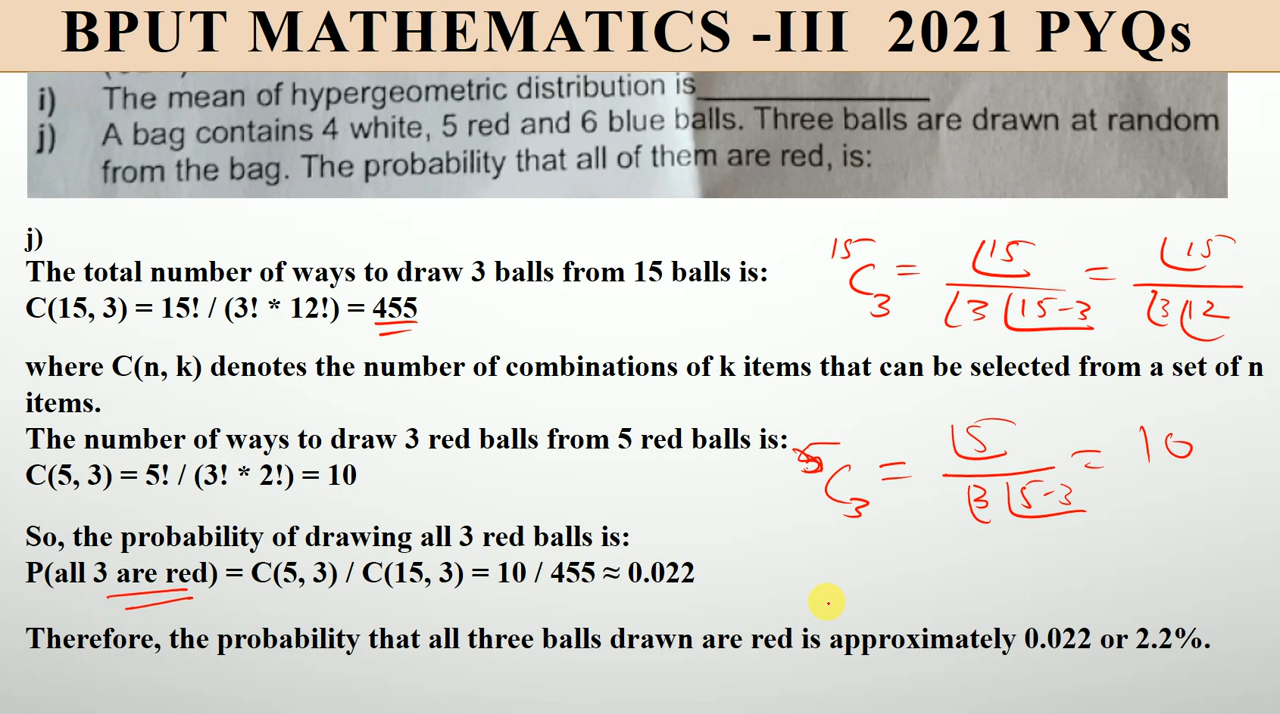 BPUT MATHEMATICS -III 2021 PYQs
i) The mean of hypergeometric distribution is
j) A bag contains 4 white, 5 red and 6 blue balls. Three balls are drawn at random
from the bag. The probability that all of them are red, is:
j)
The total number of ways to draw 3 balls from 15 balls is:
C(15, 3) = 15! / (3! * 12!) = 455
15C3 = 15 / 3 15-3 = 15 / 3 12
where C(n, k) denotes the number of combinations of k items that can be selected from a set of n
items.
The number of ways to draw 3 red balls from 5 red balls is:
C(5, 3) = 5! / (3! * 2!) = 10
5C3 = 5 / 3 5-3 = 10
So, the probability of drawing all 3 red balls is:
P(all 3 are red) = C(5, 3) / C(15, 3) = 10 / 455 ≈ 0.022
Therefore, the probability that all three balls drawn are red is approximately 0.022 or 2.2%.